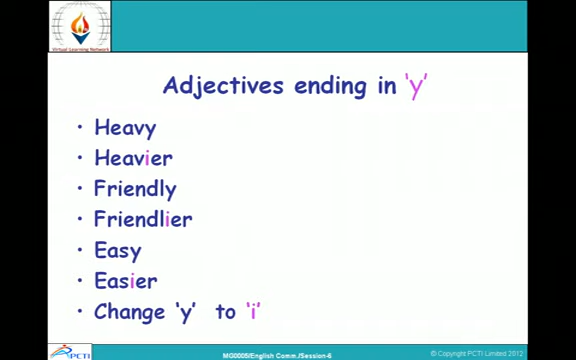 Virtual Learning Network
Adjectives ending in 'y'
• Heavy
• Heavier
• Friendly
• Friendlier
• Easy
• Easier
• Change 'y' to 'i'
PCTI
MG0005/English Comm./Session-6
© Copyright PCTI Limited 2012